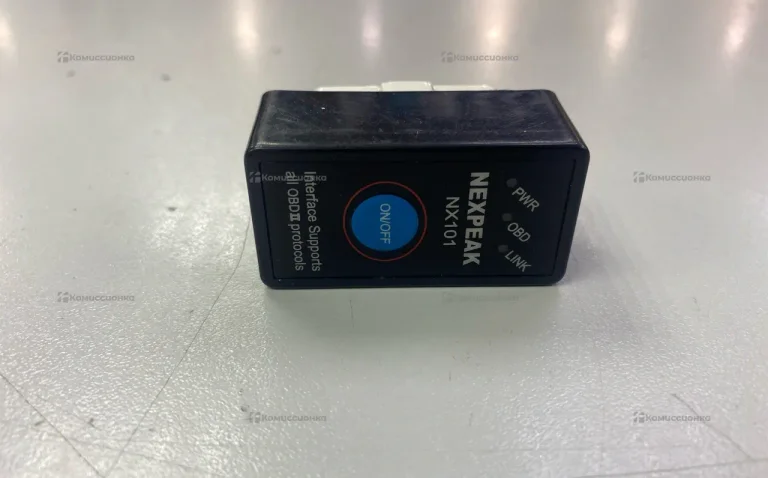 NEXPEAK
NX101
PWR
OBD
LINK
ON/OFF
Interface Supports
all OBDII protocols
Комиссионко
Комиссионко
Комиссионко
Комиссионко
Комиссионко
Комиссионко
Комиссионко
Комиссионко